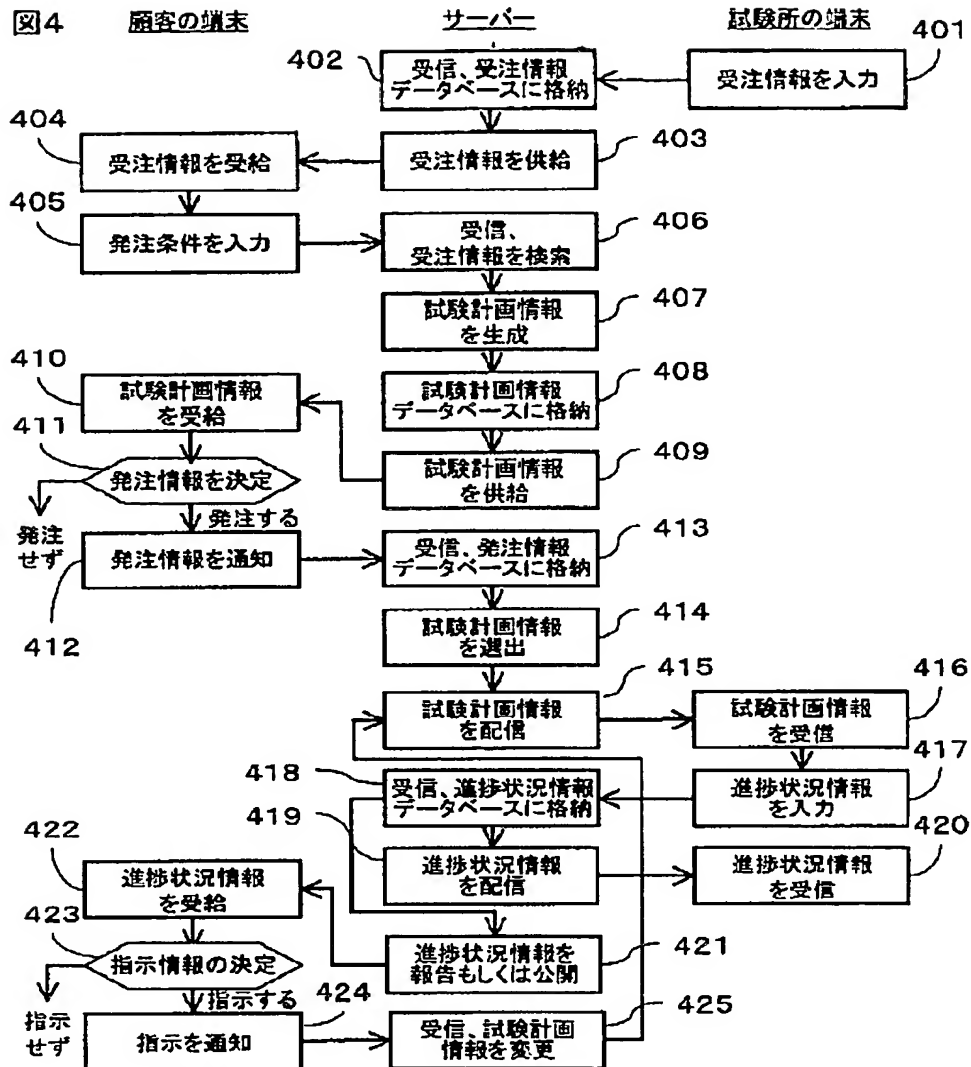 図4
顧客の端末
サーバー
試験所の端末
401
402
受信、受注情報
データベースに格納
受注情報を入力
404
403
受注情報を受給
受注情報を供給
405
406
発注条件を入力
受信、
受注情報を検索
407
試験計画情報
を生成
410
408
試験計画情報
を受給
試験計画情報
データベースに格納
411
409
発注情報を決定
試験計画情報
を供給
発注
せず
発注する
413
発注情報を通知
受信、発注情報
データベースに格納
412
414
試験計画情報
を選出
415
416
試験計画情報
を配信
試験計画情報
を受信
418
417
受信、進捗状況情報
データベースに格納
進捗状況情報
を入力
419
420
422
進捗状況情報
を受給
進捗状況情報
を配信
進捗状況情報
を受信
423
421
指示情報の決定
進捗状況情報を
報告もしくは公開
指示
せず
指示する
424
425
指示を通知
受信、試験計画
情報を変更